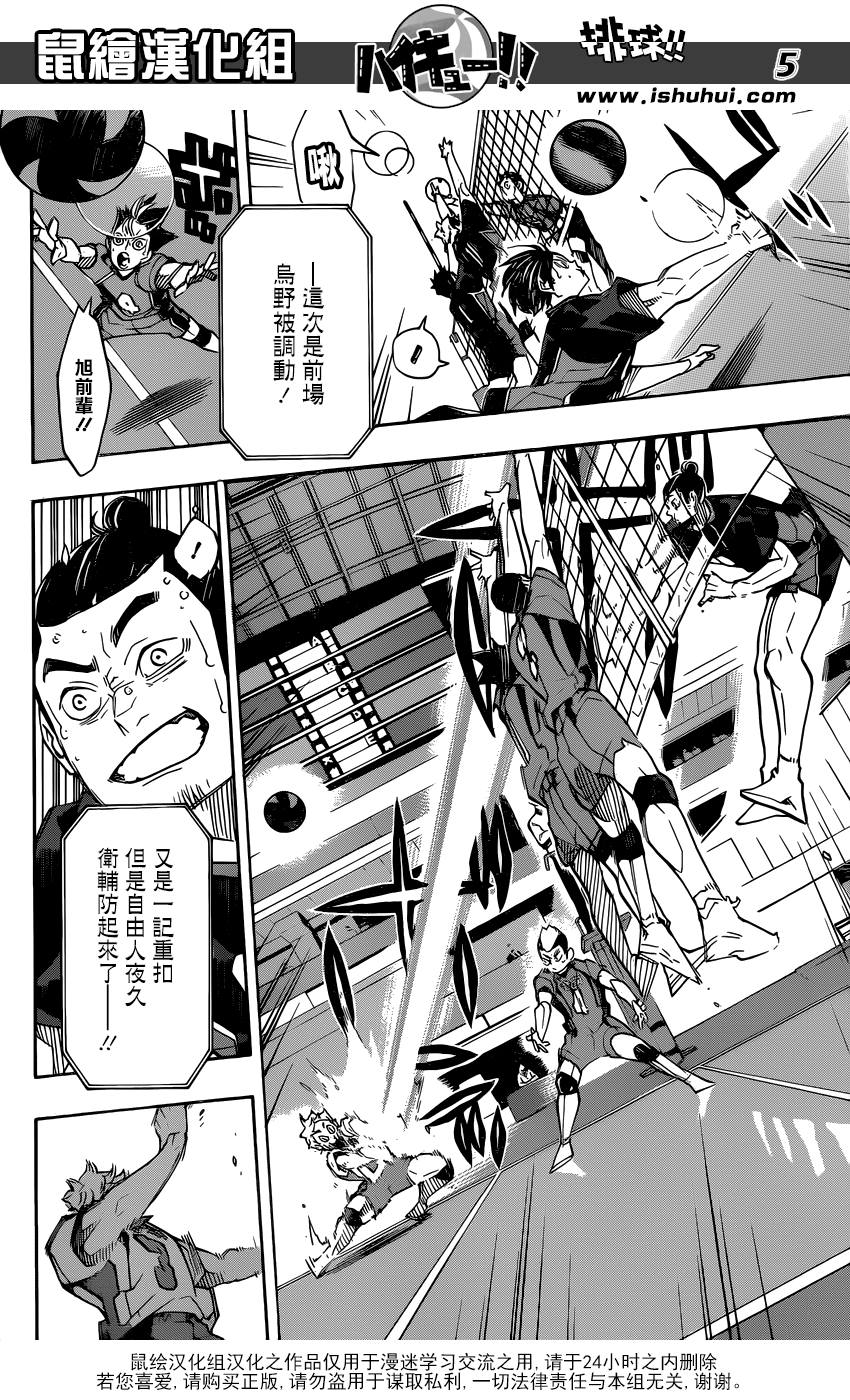 鼠繪漢化組
ハイキュー!!
排球!!
5
www.ishuhui.com
啾
—這次是前場
烏野被調動！
旭前輩!!
又是一記重扣
但是自由人夜久
衛輔防起來了——!!
鼠绘汉化组汉化之作品仅用于漫迷学习交流之用, 请于24小时之内删除
若您喜爱, 请购买正版, 请勿用于谋取私利, 一切法律责任与本组无关, 谢谢。